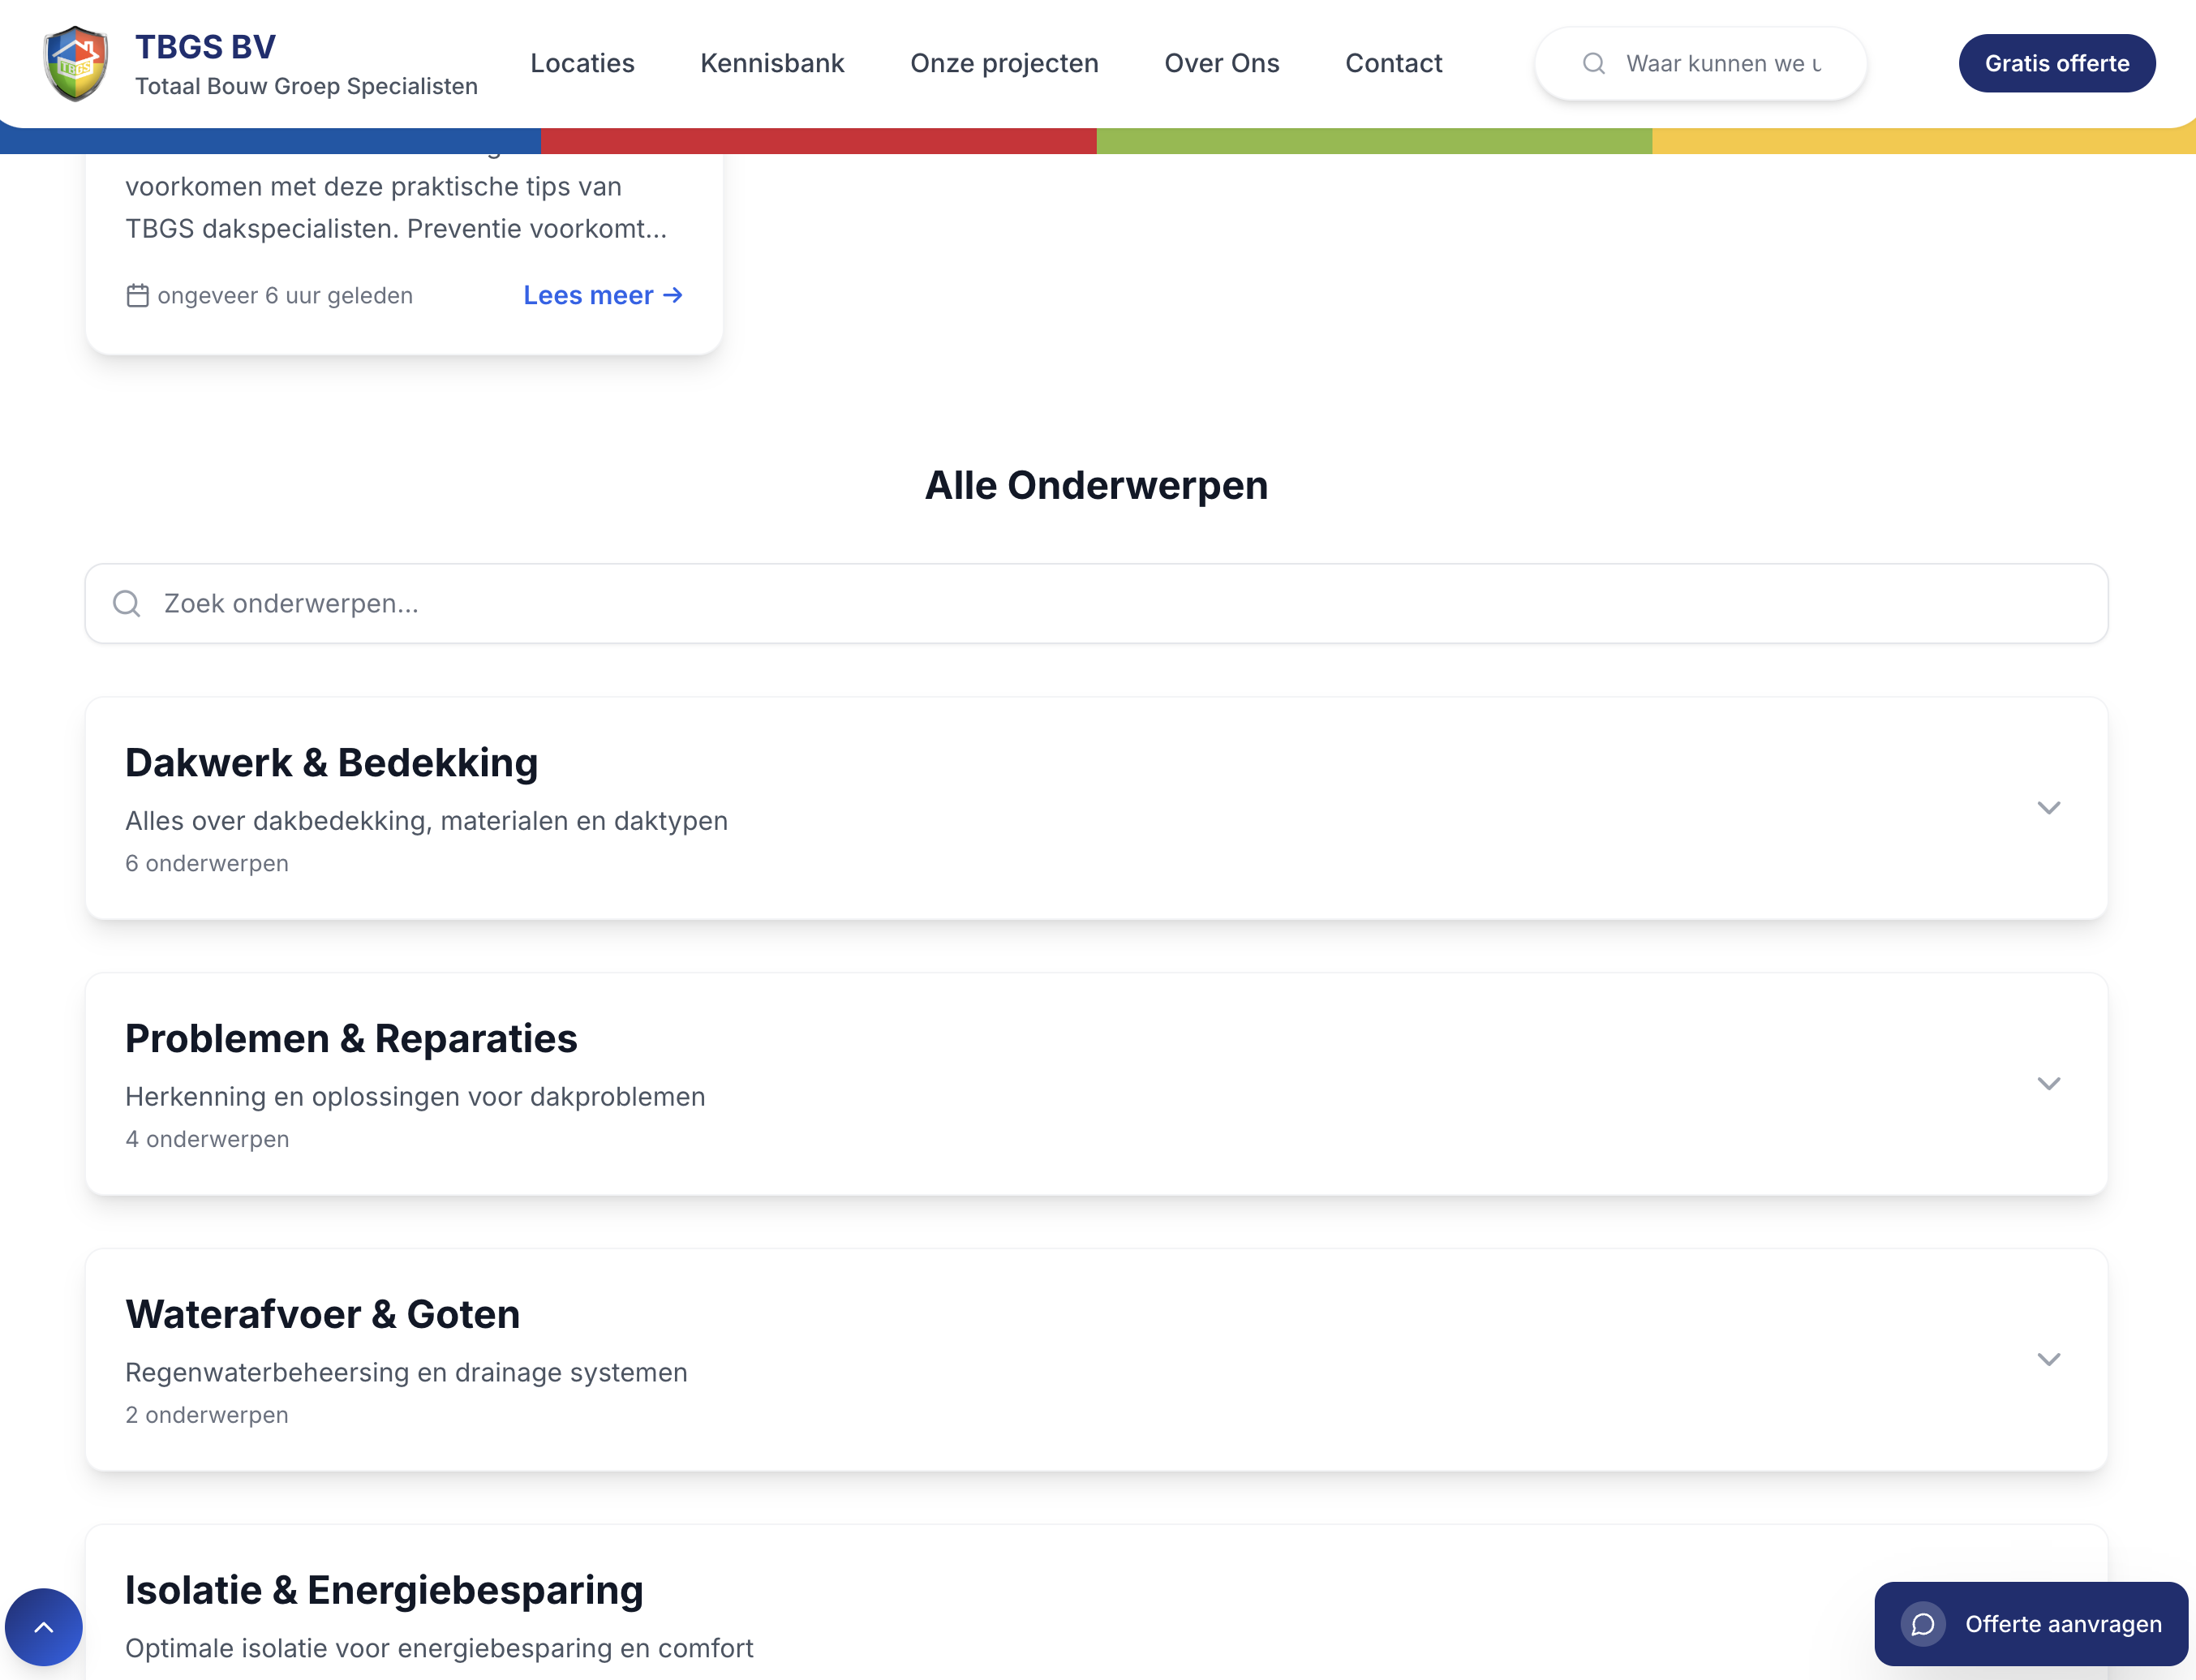 TBGS
TBGS BV
Totaal Bouw Groep Specialisten
Locaties
Kennisbank
Onze projecten
Over Ons
Contact
Waar kunnen we
Gratis offerte
voorkomen met deze praktische tips van
TBGS dakspecialisten. Preventie voorkomt...
ongeveer 6 uur geleden
Lees meer →
Alle Onderwerpen
Zoek onderwerpen...
Dakwerk & Bedekking
Alles over dakbedekking, materialen en daktypen
6 onderwerpen
Problemen & Reparaties
Herkenning en oplossingen voor dakproblemen
4 onderwerpen
Waterafvoer & Goten
Regenwaterbeheersing en drainage systemen
2 onderwerpen
Isolatie & Energiebesparing
Optimale isolatie voor energiebesparing en comfort
Offerte aanvragen